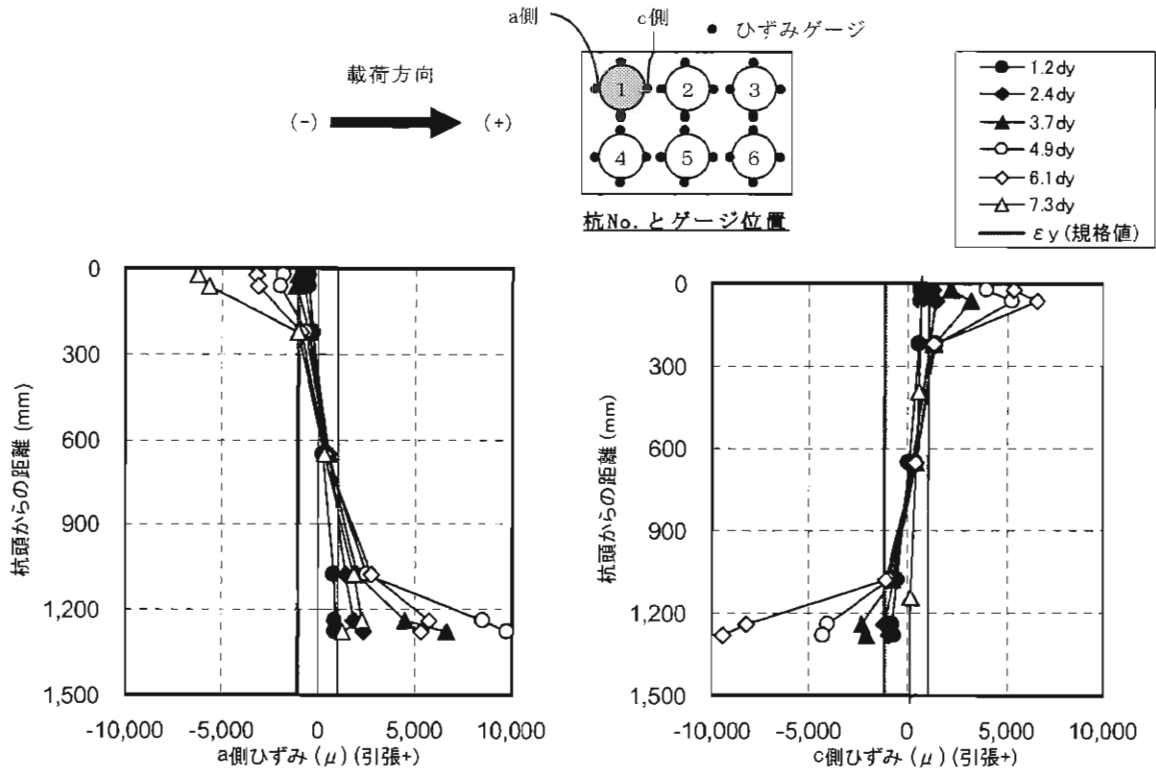 a側
c側
● ひずみゲージ
載荷方向
(-)
(+)
1
2
3
4
5
6
杭No.とゲージ位置
1.2dy
2.4dy
3.7dy
4.9dy
6.1dy
7.3dy
εy(規格値)
0
300
600
900
1,200
1,500
杭頭からの距離(mm)
-10,000
-5,000
0
5,000
10,000
a側ひずみ(μ)(引張+)
0
300
600
900
1,200
1,500
杭頭からの距離(mm)
-10,000
-5,000
0
5,000
10,000
c側ひずみ(μ)(引張+)